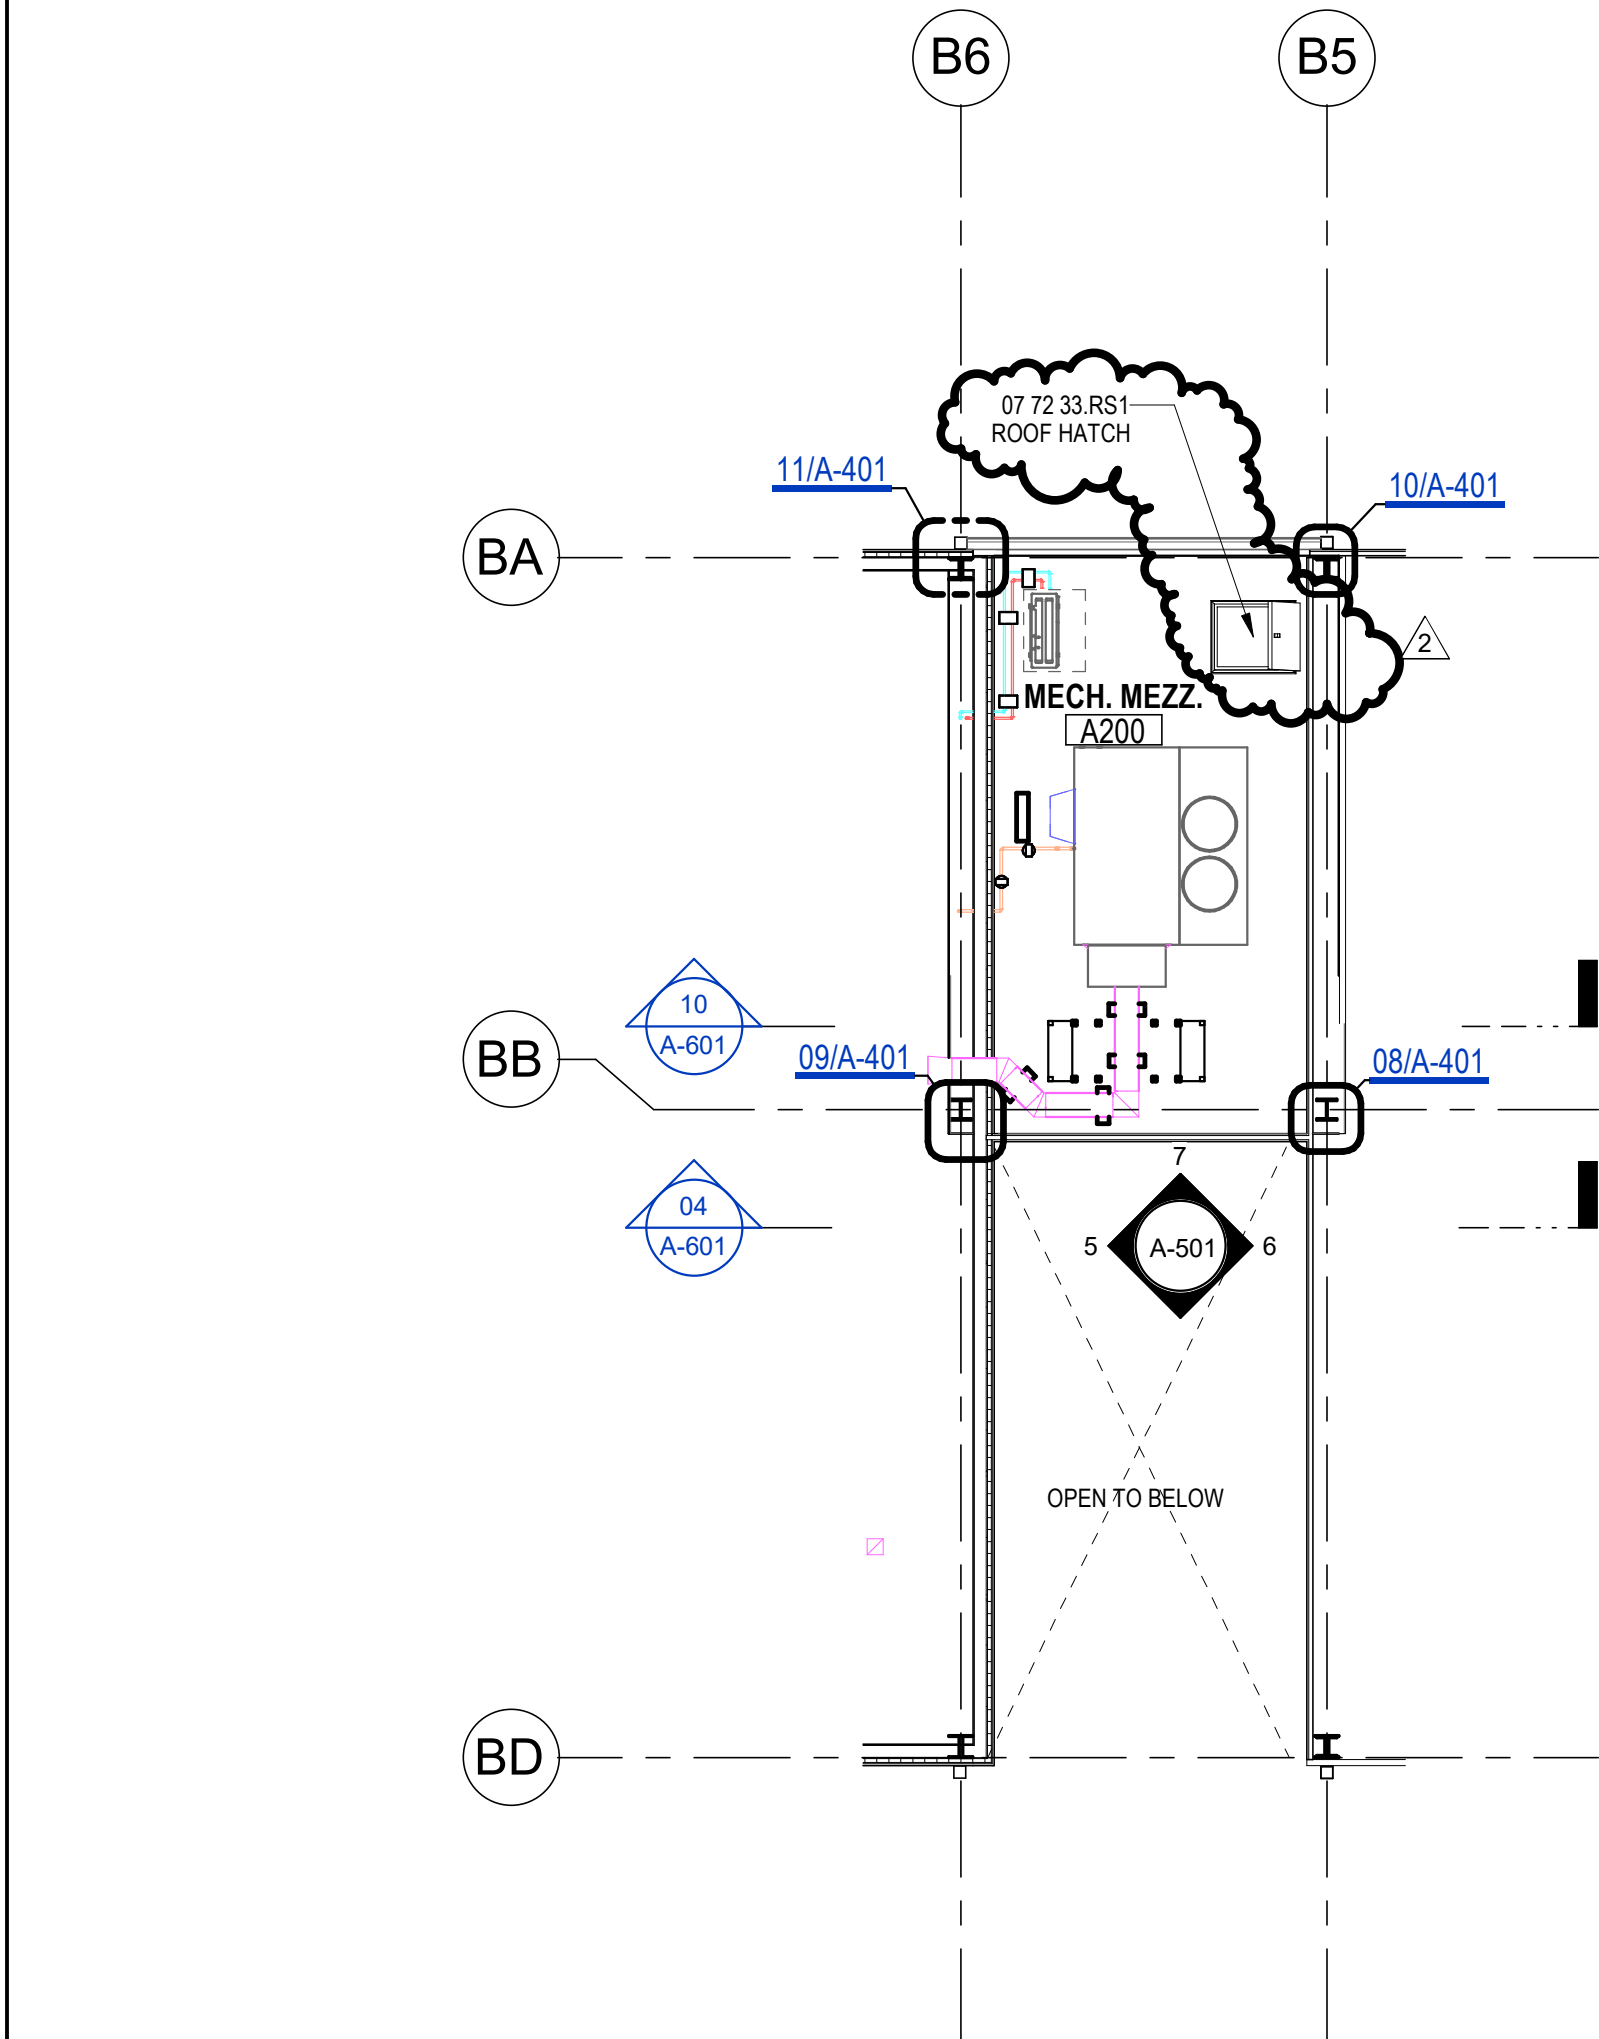 B6
B5
07 72 33.RS1
ROOF HATCH
11/A-401
10/A-401
BA
2
MECH. MEZZ.
A200
10
A-601
BB
09/A-401
08/A-401
7
04
A-601
5
A-501
6
OPEN TO BELOW
BD